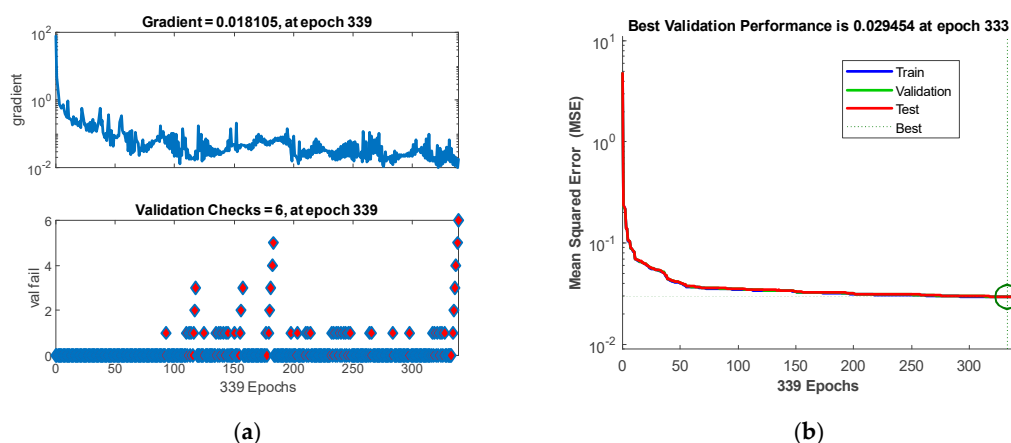 Gradient = 0.018105, at epoch 339
10^2
10^0
10^-2
gradient
Validation Checks = 6, at epoch 339
6
4
2
0
val fail
0 50 100 150 200 250 300
339 Epochs
(a)
Best Validation Performance is 0.029454 at epoch 333
10^1
10^0
10^-1
10^-2
Mean Squared Error (MSE)
Train
Validation
Test
Best
0 50 100 150 200 250 300
339 Epochs
(b)